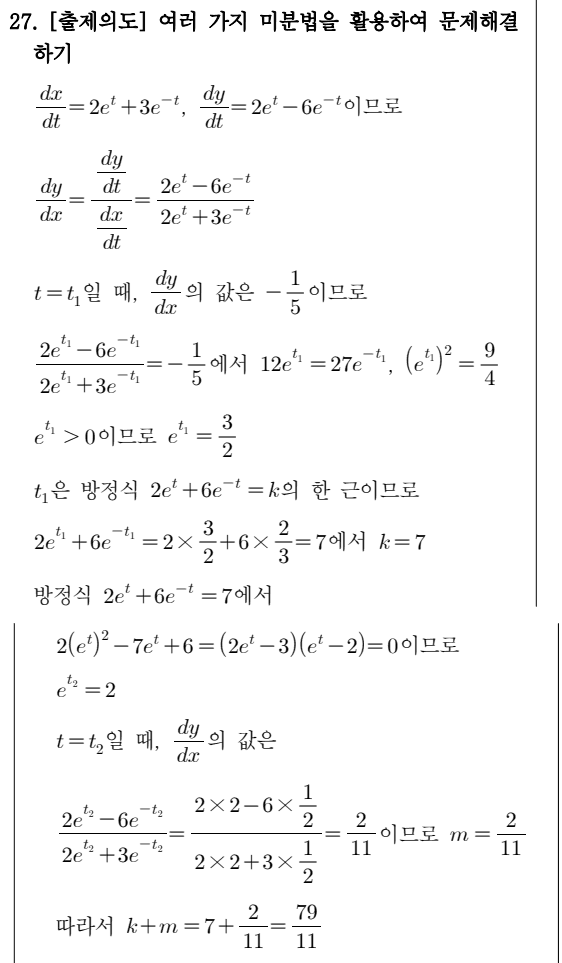 27. [출제의도] 여러 가지 미분법을 활용하여 문제해결
하기
dx/dt = 2e^t + 3e^{-t}, dy/dt = 2e^t - 6e^{-t}이므로
dy/dx = (dy/dt)/(dx/dt) = (2e^t - 6e^{-t})/(2e^t + 3e^{-t})
t = t_1일 때, dy/dx의 값은 -1/5이므로
(2e^{t_1} - 6e^{-t_1})/(2e^{t_1} + 3e^{-t_1}) = -1/5에서 12e^{t_1} = 27e^{-t_1}, (e^{t_1})^2 = 9/4
e^{t_1} > 0이므로 e^{t_1} = 3/2
t_1은 방정식 2e^t + 6e^{-t} = k의 한 근이므로
2e^{t_1} + 6e^{-t_1} = 2 × 3/2 + 6 × 2/3 = 7에서 k = 7
방정식 2e^t + 6e^{-t} = 7에서
2(e^t)^2 - 7e^t + 6 = (2e^t - 3)(e^t - 2) = 0이므로
e^{t_2} = 2
t = t_2일 때, dy/dx의 값은
(2e^{t_2} - 6e^{-t_2})/(2e^{t_2} + 3e^{-t_2}) = (2 × 2 - 6 × 1/2)/(2 × 2 + 3 × 1/2) = 2/11이므로 m = 2/11
따라서 k + m = 7 + 2/11 = 79/11